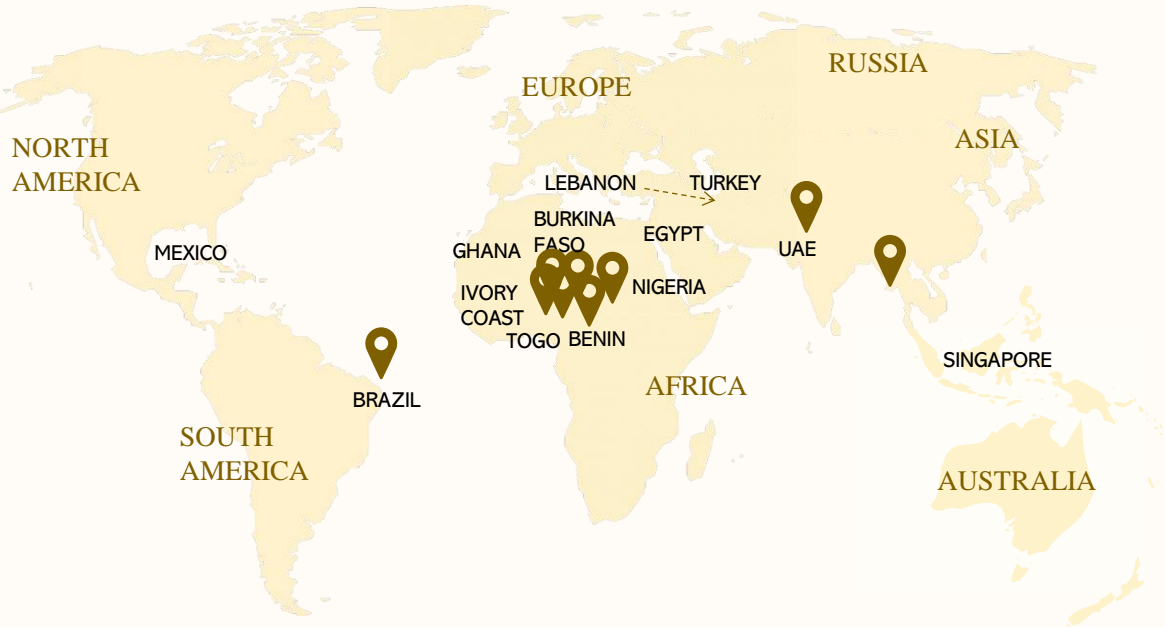 RUSSIA
EUROPE
ASIA
NORTH
AMERICA
LEBANON
TURKEY
BURKINA
FASO
EGYPT
GHANA
MEXICO
UAE
NIGERIA
IVORY
COAST
TOGO
BENIN
SINGAPORE
AFRICA
BRAZIL
SOUTH
AMERICA
AUSTRALIA